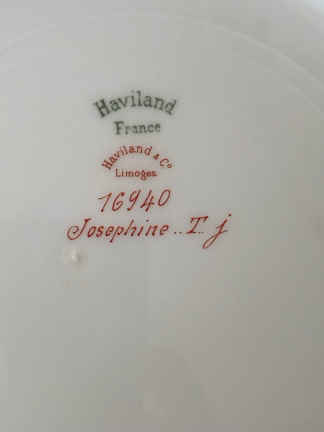 Haviland
France
Haviland & Co
Limoges
16940
Josephine .. T. j